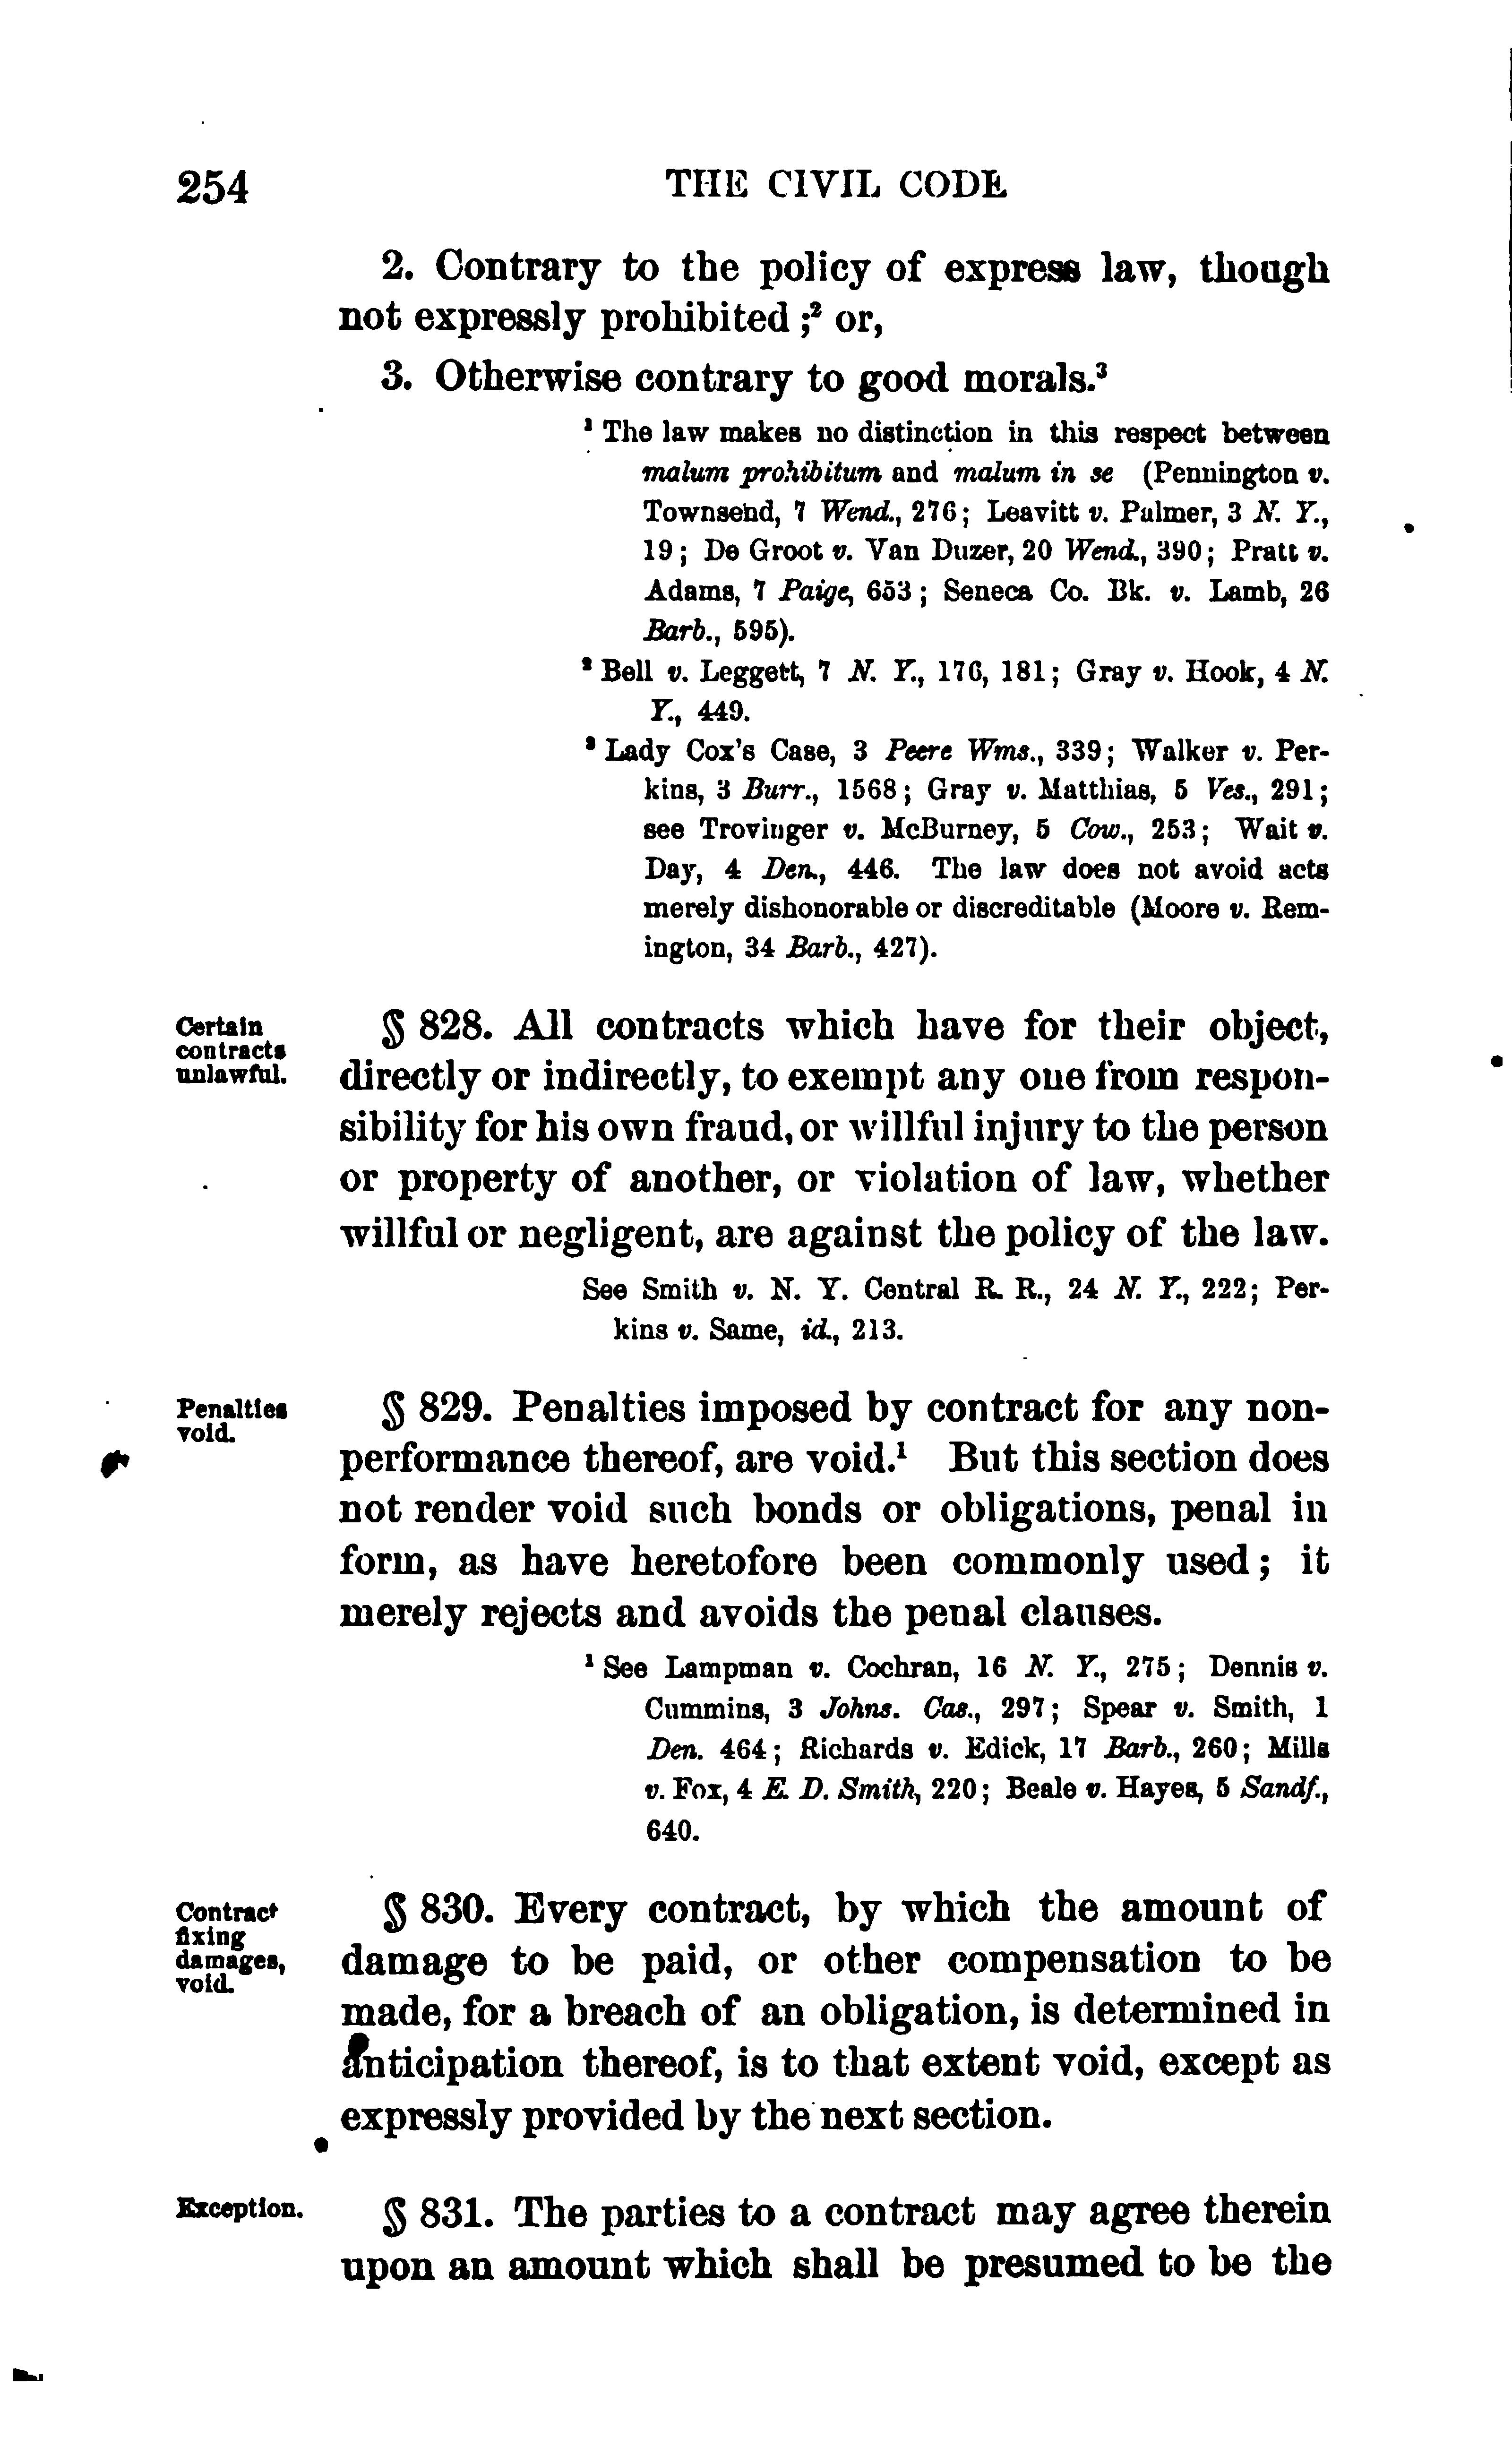 254
THE CIVIL CODE
2. Contrary to the policy of express law, though
not expressly prohibited ;² or,
3. Otherwise contrary to good morals.³
¹ The law makes no distinction in this respect between
malum prohibitum and malum in se (Pennington v.
Townsend, 7 Wend., 276; Leavitt v. Palmer, 3 N. Y.,
19; De Groot v. Van Duzer, 20 Wend., 390; Pratt v.
Adams, 7 Paige, 653; Seneca Co. Bk. v. Lamb, 26
Barb., 595).
² Bell v. Leggett, 7 N. Y., 176, 181; Gray v. Hook, 4 N.
Y., 449.
³ Lady Cox's Case, 3 Peere Wms., 339; Walker v. Per-
kins, 3 Burr., 1568; Gray v. Matthias, 5 Ves., 291;
see Trovinger v. McBurney, 5 Cow., 253; Wait v.
Day, 4 Den., 446. The law does not avoid acts
merely dishonorable or discreditable (Moore v. Rem-
ington, 34 Barb., 427).
Certain
contracts
unlawful.
§ 828. All contracts which have for their object,
directly or indirectly, to exempt any one from respon-
sibility for his own fraud, or willful injury to the person
or property of another, or violation of law, whether
willful or negligent, are against the policy of the law.
See Smith v. N. Y. Central R. R., 24 N. Y., 222; Per-
kins v. Same, id., 213.
Penalties
void.
§ 829. Penalties imposed by contract for any non-
performance thereof, are void.¹ But this section does
not render void such bonds or obligations, penal in
form, as have heretofore been commonly used; it
merely rejects and avoids the penal clauses.
¹ See Lampman v. Cochran, 16 N. Y., 275; Dennis v.
Cummins, 3 Johns. Cas., 297; Spear v. Smith, 1
Den. 464; Richards v. Edick, 17 Barb., 260; Mills
v. Fox, 4 E. D. Smith, 220; Beale v. Hayes, 5 Sandf.,
640.
Contract
fixing
damages,
void.
§ 830. Every contract, by which the amount of
damage to be paid, or other compensation to be
made, for a breach of an obligation, is determined in
anticipation thereof, is to that extent void, except as
expressly provided by the next section.
Exception.
§ 831. The parties to a contract may agree therein
upon an amount which shall be presumed to be the